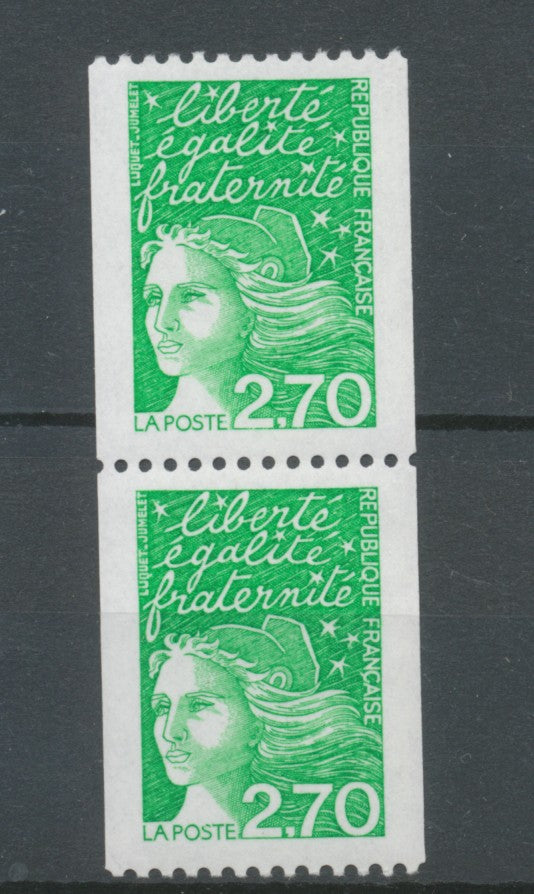 LUQUET-JUMELET
liberté
égalité
fraternité
REPUBLIQUE FRANÇAISE
LA POSTE 2,70
LUQUET-JUMELET
liberté
égalité
fraternité
REPUBLIQUE FRANÇAISE
LA POSTE 2,70